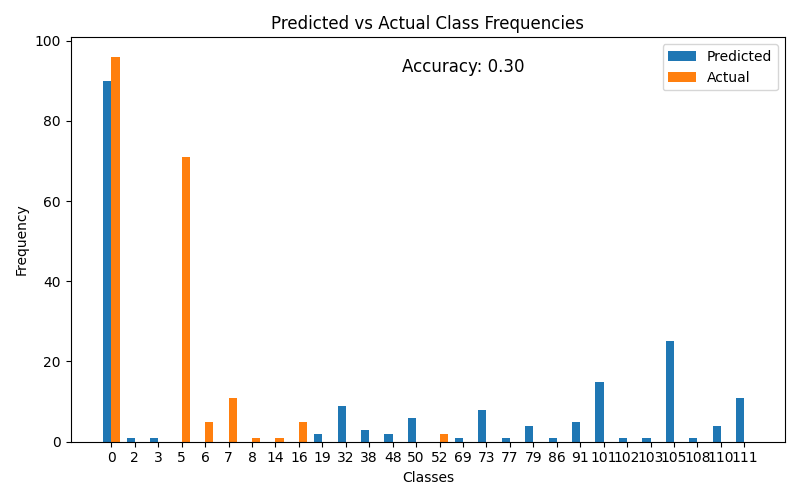 Predicted vs Actual Class Frequencies
100
80
60
40
20
0
Frequency
Accuracy: 0.30
Predicted
Actual
0 2 3 5 6 7 8 14 16 19 32 38 48 50 52 69 73 77 79 86 91 101 102 103 105 108 110 111
Classes